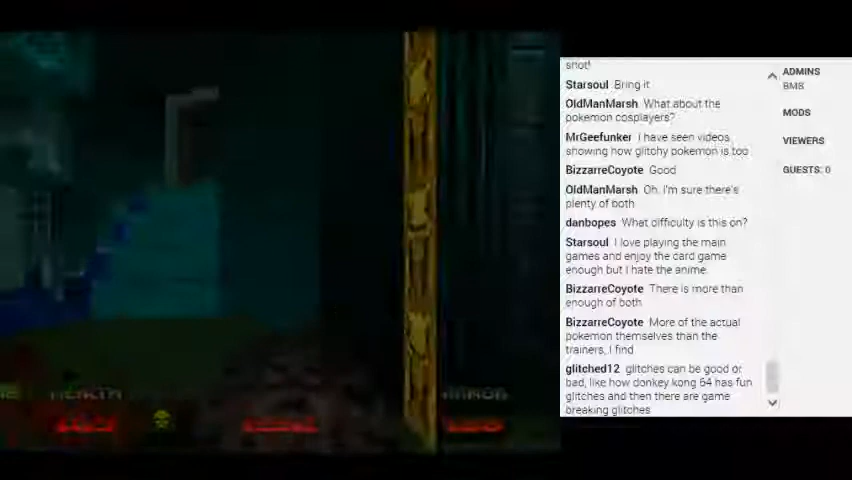 shot!
Starsoul Bring it
OldManMarsh What about the
pokemon cosplayers?
MrGeefunker I have seen videos
showing how glitchy pokemon is too
BizzarreCoyote Good
OldManMarsh Oh, I'm sure there's
plenty of both
danbopes What difficulty is this on?
Starsoul I love playing the main
games and enjoy the card game
enough but I hate the anime.
BizzarreCoyote There is more than
enough of both
BizzarreCoyote More of the actual
pokemon themselves than the
trainers, I find
glitched12 glitches can be good or
bad, like how donkey kong 64 has fun
glitches and then there are game
breaking glitches
ADMINS
BMB
MODS
VIEWERS
GUESTS: 0
HEALTH
ARMOR